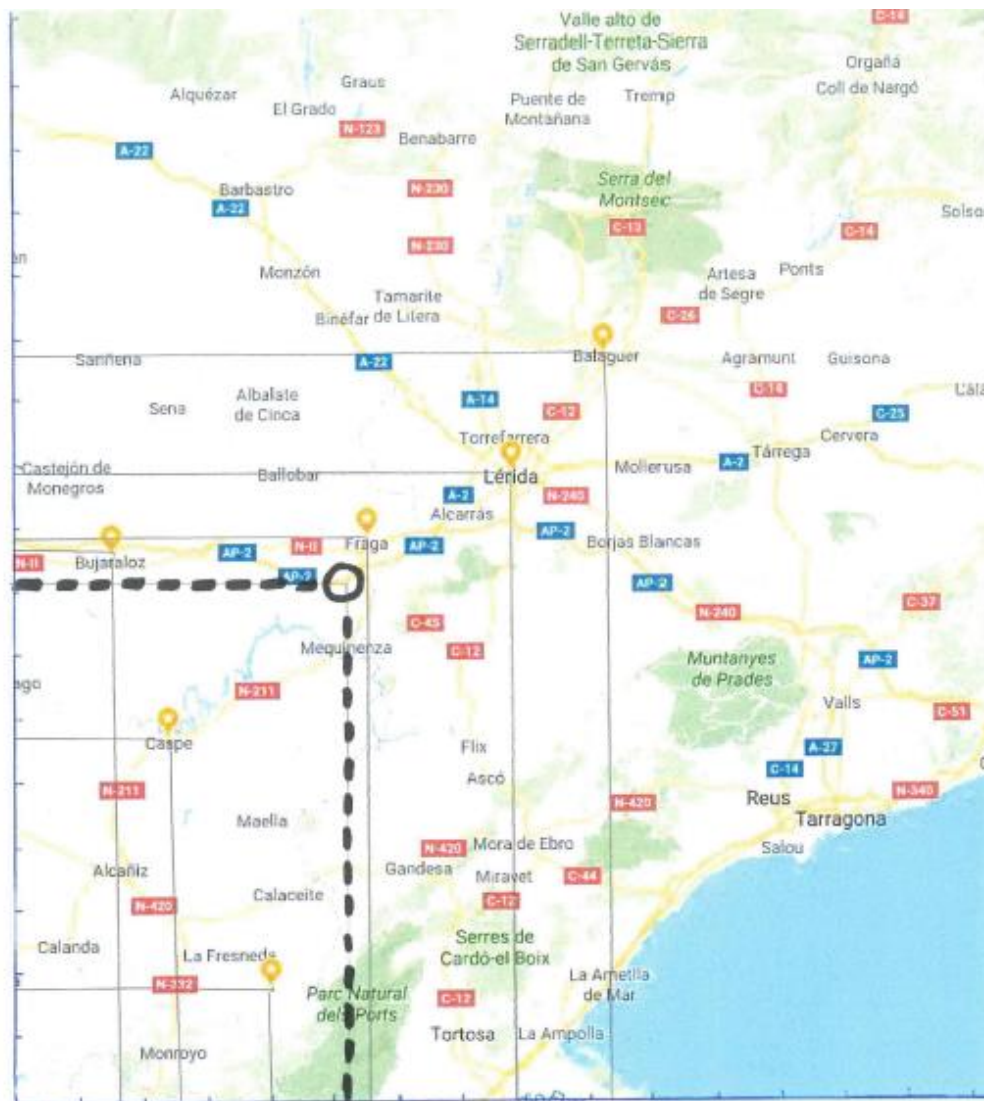 Valle alto de
Serradell-Terreta-Sierra
de San Gervás
C-14
Orgañá
Coll de Nargó
Graus
Alquézar
El Grado
Puente de
Montañana
Tremp
N-123
Benabarre
A-22
Barbastro
A-22
N-230
Serra del
Montsec
C-13
C-14
N-230
Monzón
Artesa
de Segre
Ponts
Tamarite
de Litera
Binéfar
C-26
Sariñena
A-22
Balaguer
Agramunt
Guisona
Albalate
de Cinca
Sena
A-14
C-12
C-14
C-25
Torrefarrera
Cervera
Castejón de
Monegros
Ballobar
Lérida
Mollerusa
A-2
Tárrega
A-2
N-240
Alcarrás
AP-2
Borjas Blancas
N-II
Fraga
AP-2
AP-2
N-II
Bujaraloz
AP-2
AP-2
C-45
N-240
C-37
Mequinenza
C-12
Muntanyes
de Prades
AP-2
N-211
Valls
C-51
Caspe
Flix
A-27
C-14
Ascó
N-211
N-420
Reus
N-340
Tarragona
Maella
Salou
N-420
Mora de Ebro
Alcañiz
Gandesa
Miravet
C-44
Calaceite
N-420
C-12
Calanda
La Fresneda
Serres de
Cardó-el Boix
N-232
Parc Natural
dels Ports
La Ametlla
de Mar
C-12
Tortosa
La Ampolla
Monroyo